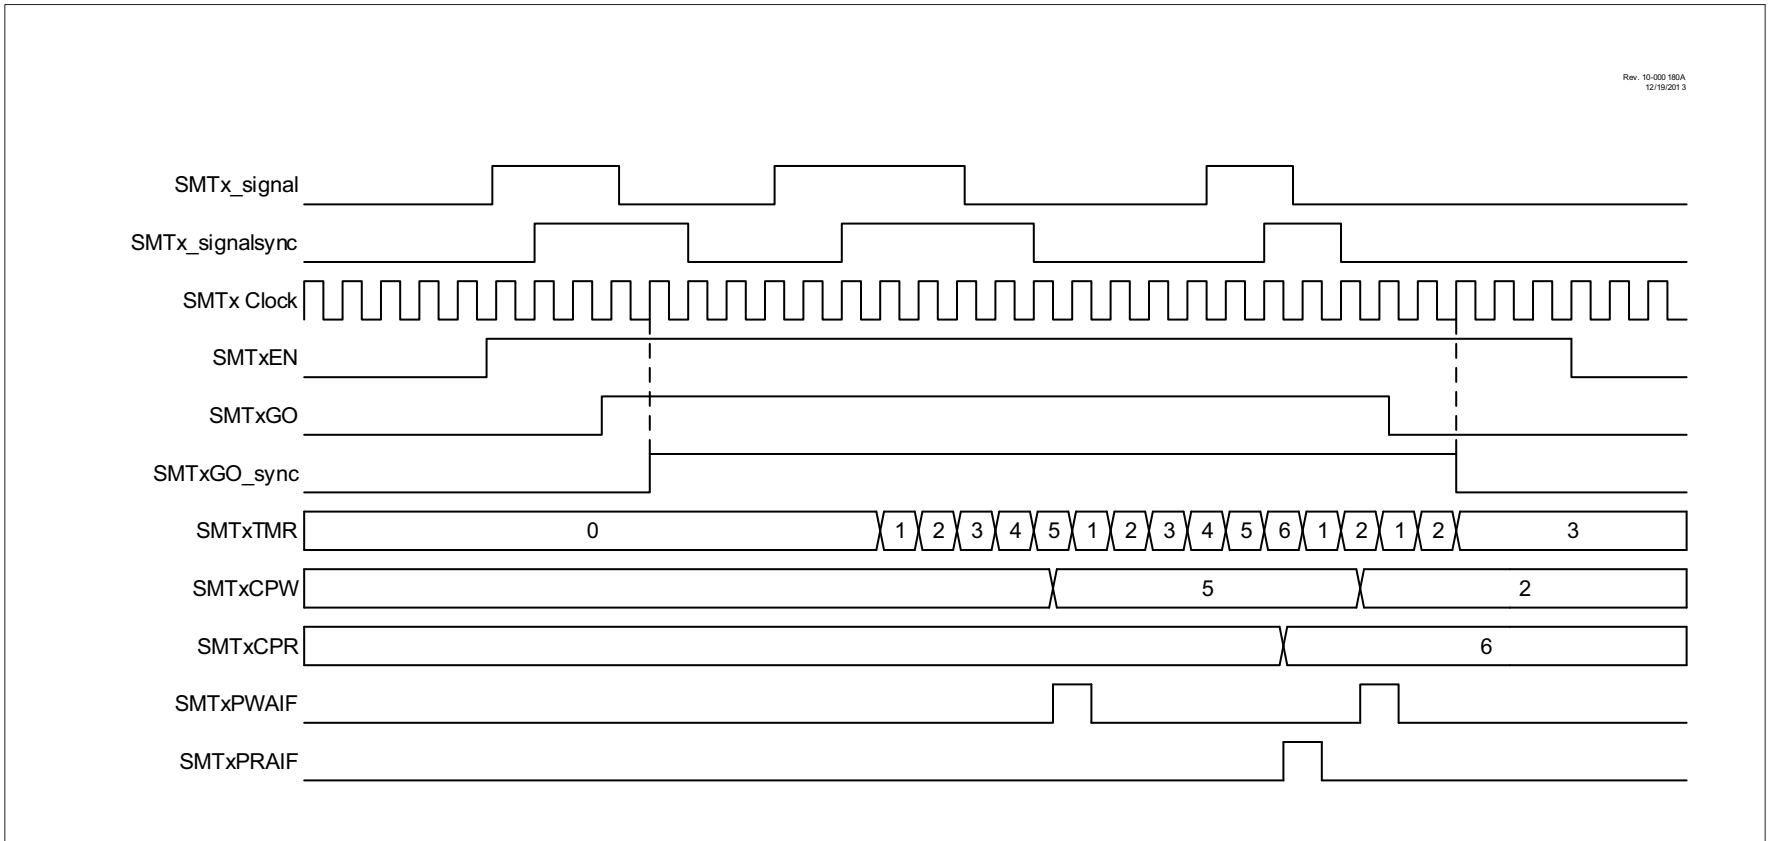 Rev. 10-000 180A
12/19/201 3
SMTx_signal
SMTx_signalsync
SMTx Clock
SMTxEN
SMTxGO
SMTxGO_sync
SMTxTMR 0 1 2 3 4 5 1 2 3 4 5 6 1 2 1 2 3
SMTxCPW 5 2
SMTxCPR 6
SMTxPWAIF
SMTxPRAIF